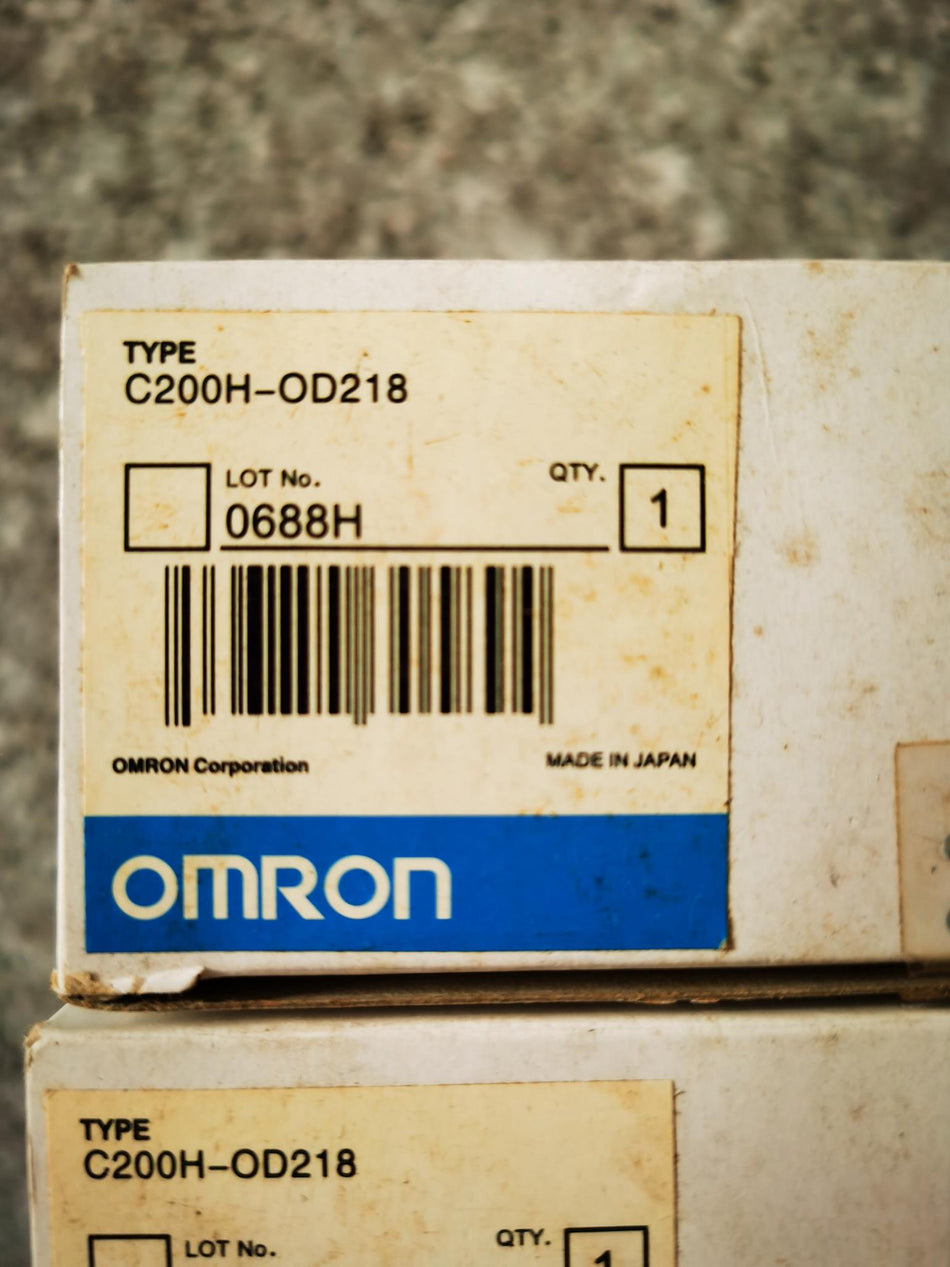 TYPE
C200H-OD218
LOT No.
QTY.
0688H
1
OMRON Corporation
MADE IN JAPAN
OMRON
TYPE
C200H-OD218
LOT No.
QTY.
1